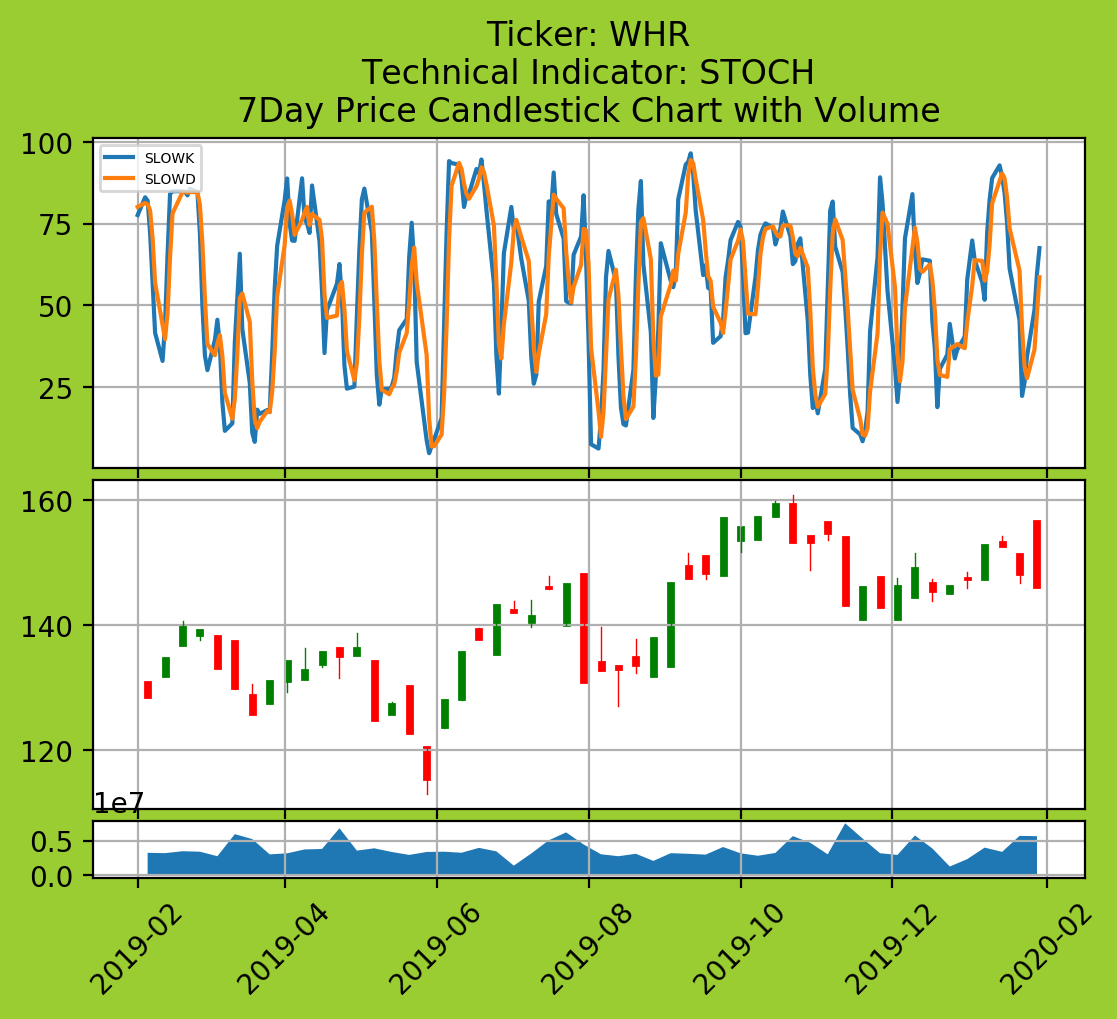 Ticker: WHR
Technical Indicator: STOCH
7Day Price Candlestick Chart with Volume
100
SLOWK
SLOWD
75
50
25
160
140
120
1e7
0.5
0.0
2019-02
2019-04
2019-06
2019-08
2019-10
2019-12
2020-02